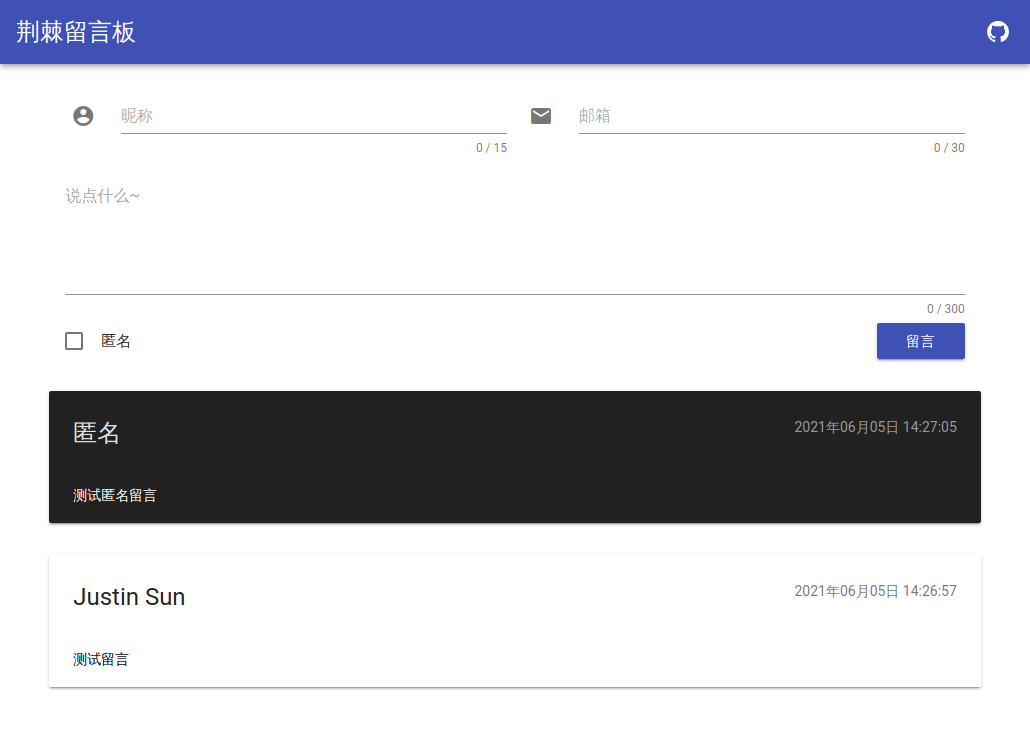 荆棘留言板
昵称
邮箱
0 / 15
0 / 30
说点什么~
0 / 300
匿名
留言
匿名
2021年06月05日 14:27:05
测试匿名留言
Justin Sun
2021年06月05日 14:26:57
测试留言